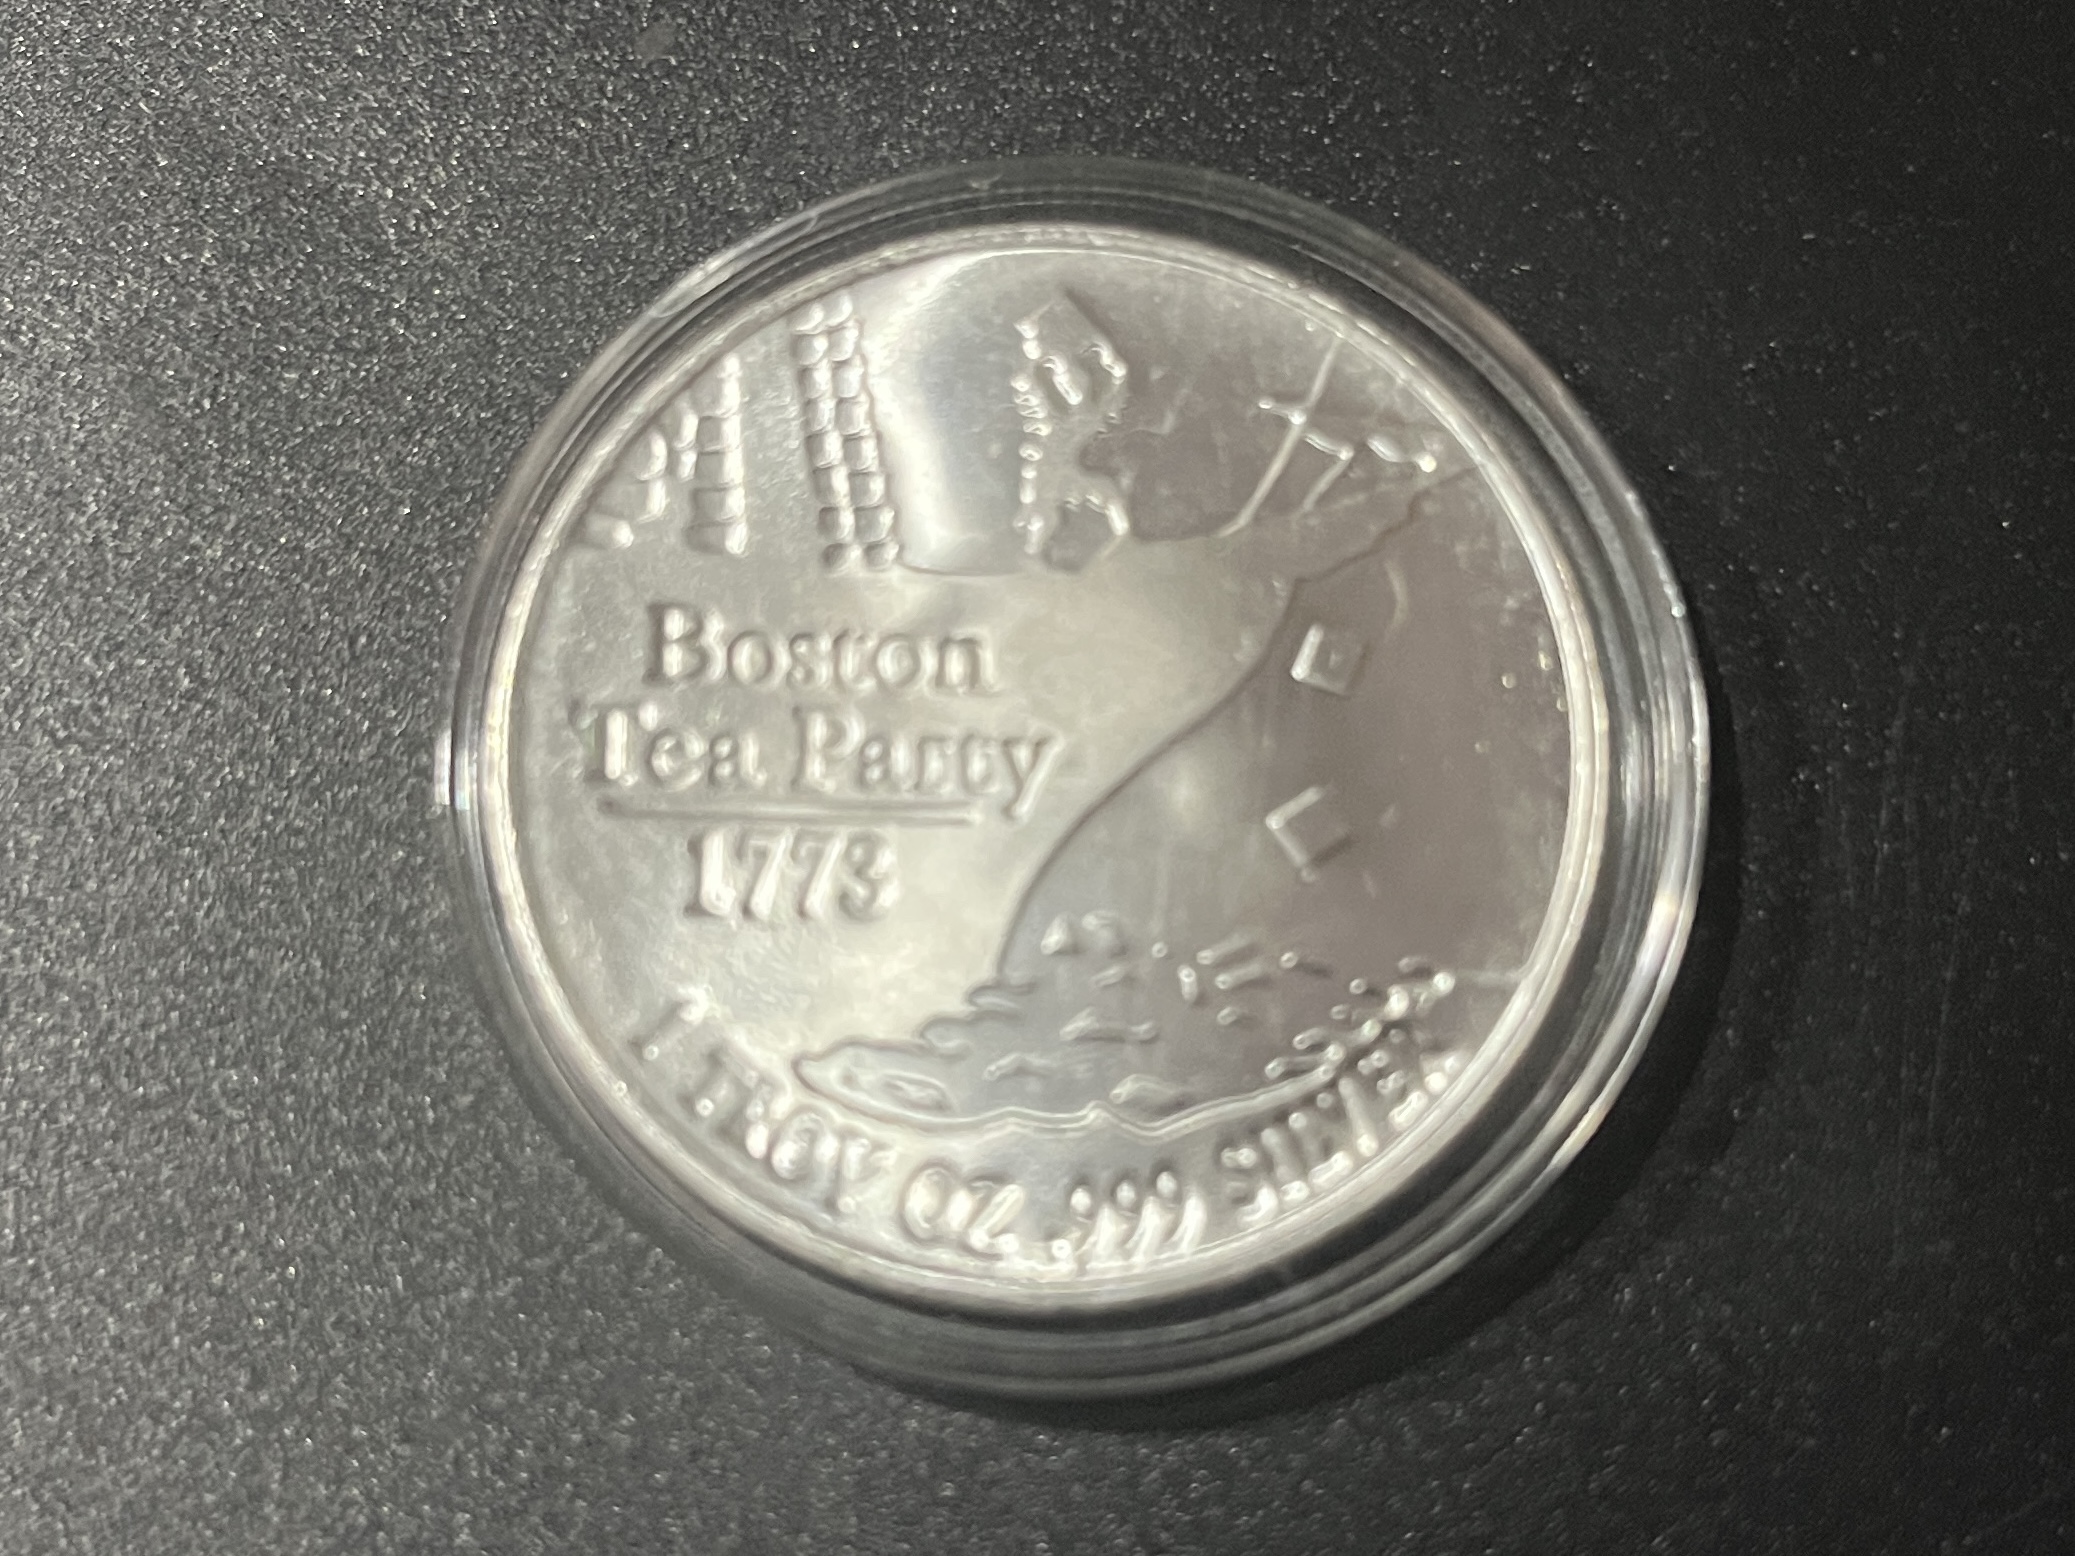 Boston
Tea Party
1773
1 TROY OZ. .999 SILVER